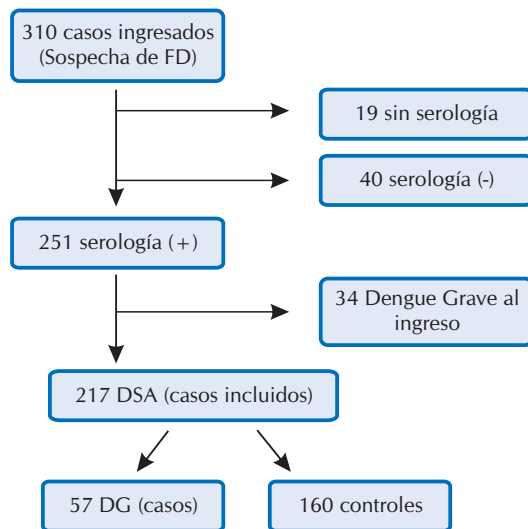 310 casos ingresados
(Sospecha de FD)
19 sin serología
40 serología (-)
251 serología (+)
34 Dengue Grave al
ingreso
217 DSA (casos incluidos)
57 DG (casos)
160 controles